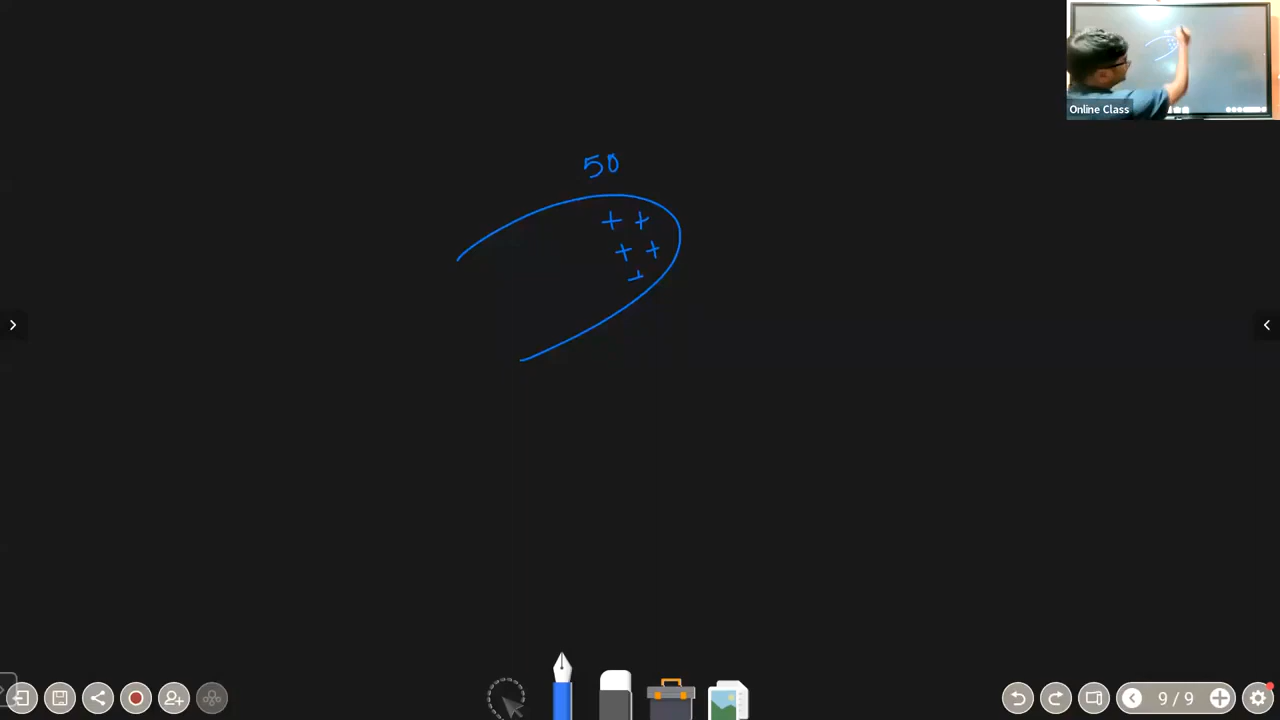 Online Class
50
+ +
+ +
+
9 / 9